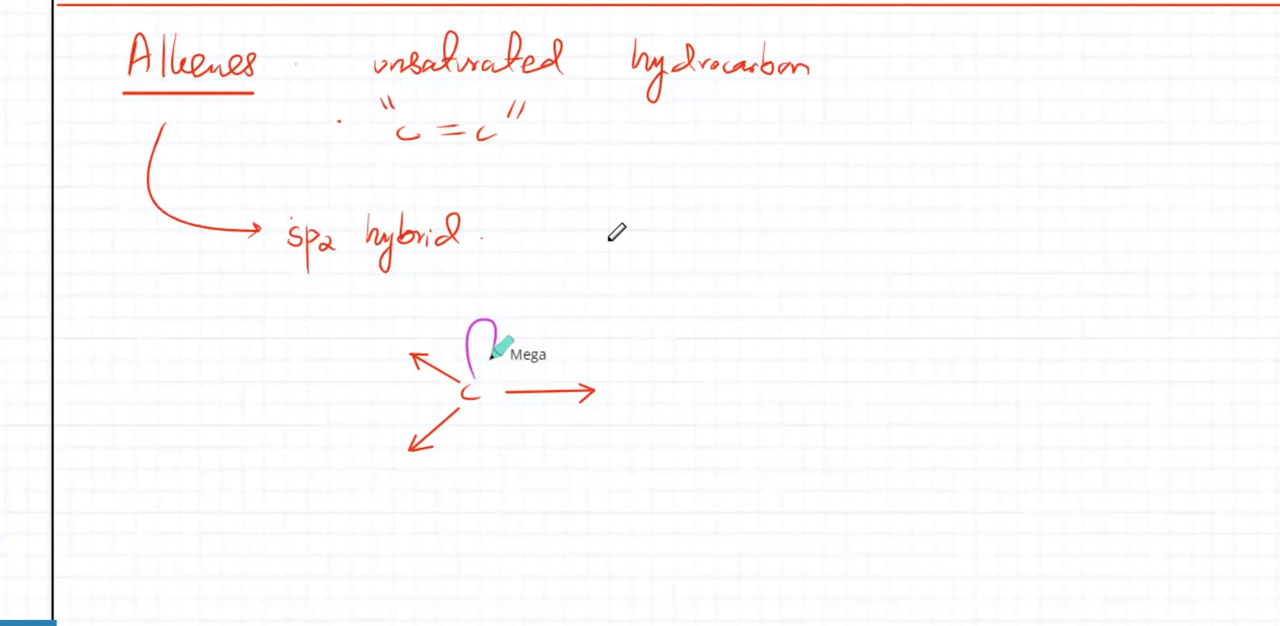 Alkenes unsaturated hydrocarbon
"c=c"
sp2 hybrid.
Mega
c